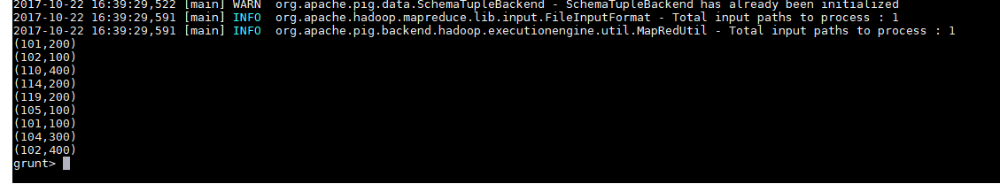 2017-10-22 16:39:29,522 [main] WARN  org.apache.pig.data.SchemaTupleBackend - SchemaTupleBackend has already been initialized
2017-10-22 16:39:29,591 [main] INFO  org.apache.hadoop.mapreduce.lib.input.FileInputFormat - Total input paths to process : 1
2017-10-22 16:39:29,591 [main] INFO  org.apache.pig.backend.hadoop.executionengine.util.MapRedUtil - Total input paths to process : 1
(101,200)
(102,100)
(110,400)
(114,200)
(119,200)
(105,100)
(101,100)
(104,300)
(102,400)
grunt>